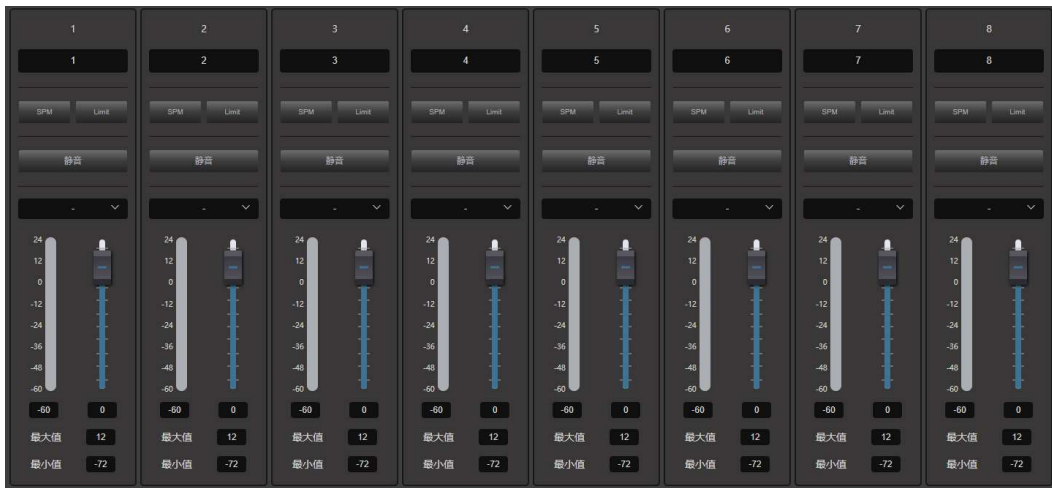 1 2 3 4 5 6 7 8
1 2 3 4 5 6 7 8
SPM Limit SPM Limit SPM Limit SPM Limit SPM Limit SPM Limit SPM Limit SPM Limit
静音 静音 静音 静音 静音 静音 静音 静音
- - - - - - - -
24 24 24 24 24 24 24 24
12 12 12 12 12 12 12 12
0 0 0 0 0 0 0 0
-12 -12 -12 -12 -12 -12 -12 -12
-24 -24 -24 -24 -24 -24 -24 -24
-36 -36 -36 -36 -36 -36 -36 -36
-48 -48 -48 -48 -48 -48 -48 -48
-60 -60 -60 -60 -60 -60 -60 -60
-60 0 -60 0 -60 0 -60 0 -60 0 -60 0 -60 0 -60 0
最大值 12 最大值 12 最大值 12 最大值 12 最大值 12 最大值 12 最大值 12 最大值 12
最小值 -72 最小值 -72 最小值 -72 最小值 -72 最小值 -72 最小值 -72 最小值 -72 最小值 -72